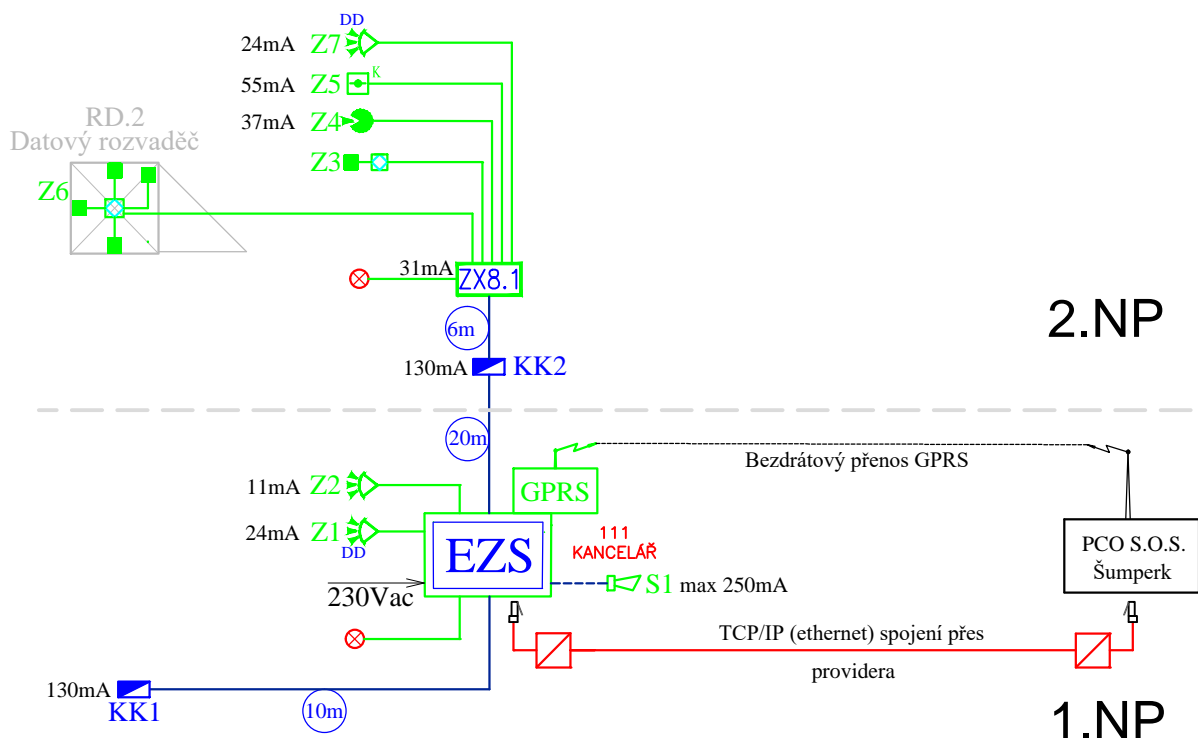 DD
24mA Z7
55mA Z5 K
37mA Z4
RD.2
Datový rozvaděč
Z3
Z6
31mA ZX8.1
6m
2.NP
130mA KK2
20m
Bezdrátový přenos GPRS
11mA Z2
GPRS
24mA Z1
DD
EZS
111
KANCELÁŘ
PCO S.O.S.
Šumperk
S1 max 250mA
230Vac
TCP/IP (ethernet) spojení přes
providera
130mA
KK1
10m
1.NP